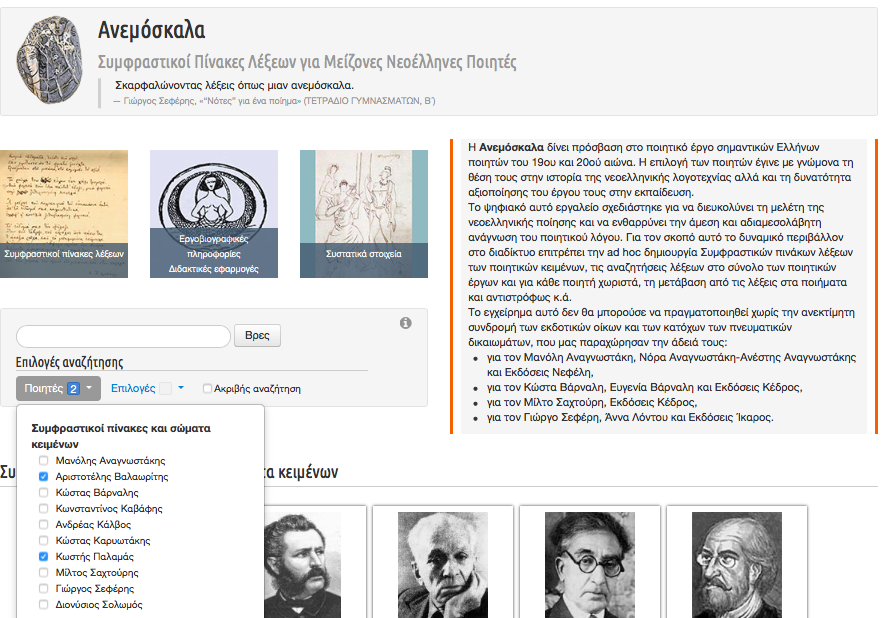 Ανεμόσκαλα
Συμφραστικοί Πίνακες Λέξεων για Μείζονες Νεοέλληνες Ποιητές
Σκαρφαλώνοντας λέξεις όπως μιαν ανεμόσκαλα.
— Γιώργος Σεφέρης, «“Νότες” για ένα ποίημα» (ΤΕΤΡΑΔΙΟ ΓΥΜΝΑΣΜΑΤΩΝ, Β΄)
Συμφραστικοί πίνακες λέξεων
Εργοβιογραφικές
πληροφορίες
Διδακτικές εφαρμογές
Συστατικά στοιχεία
Η Ανεμόσκαλα δίνει πρόσβαση στο ποιητικό έργο σημαντικών Ελλήνων
ποιητών του 19ου και 20ού αιώνα. Η επιλογή των ποιητών έγινε με γνώμονα τη
θέση τους στην ιστορία της νεοελληνικής λογοτεχνίας αλλά και τη δυνατότητα
αξιοποίησης του έργου τους στην εκπαίδευση.
Το ψηφιακό αυτό εργαλείο σχεδιάστηκε για να διευκολύνει τη μελέτη της
νεοελληνικής ποίησης και να ενθαρρύνει την άμεση και αδιαμεσολάβητη
ανάγνωση του ποιητικού λόγου. Για τον σκοπό αυτό το δυναμικό περιβάλλον
στο διαδίκτυο επιτρέπει την ad hoc δημιουργία Συμφραστικών πινάκων λέξεων
των ποιητικών κειμένων, τις αναζητήσεις λέξεων στο σύνολο των ποιητικών
έργων και για κάθε ποιητή χωριστά, τη μετάβαση από τις λέξεις στα ποιήματα
και αντιστρόφως κ.ά.
Το εγχείρημα αυτό δεν θα μπορούσε να πραγματοποιηθεί χωρίς την ανεκτίμητη
συνδρομή των εκδοτικών οίκων και των κατόχων των πνευματικών
δικαιωμάτων, που μας παραχώρησαν την άδειά τους:
για τον Μανόλη Αναγνωστάκη, Νόρα Αναγνωστάκη-Ανέστης Αναγνωστάκης
και Εκδόσεις Νεφέλη,
για τον Κώστα Βάρναλη, Ευγενία Βάρναλη και Εκδόσεις Κέδρος,
για τον Μίλτο Σαχτούρη, Εκδόσεις Κέδρος,
για τον Γιώργο Σεφέρη, Άννα Λόντου και Εκδόσεις Ίκαρος.
Βρες
Επιλογές αναζήτησης
Ποιητές 2 Επιλογές Ακριβής αναζήτηση
Συμφραστικοί πίνακες και σώματα
κειμένων
Μανόλης Αναγνωστάκης
Αριστοτέλης Βαλαωρίτης
Κώστας Βάρναλης
Κωνσταντίνος Καβάφης
Ανδρέας Κάλβος
Κώστας Καρυωτάκης
Κωστής Παλαμάς
Μίλτος Σαχτούρης
Γιώργος Σεφέρης
Διονύσιος Σολωμός
Συ
τα κειμένων